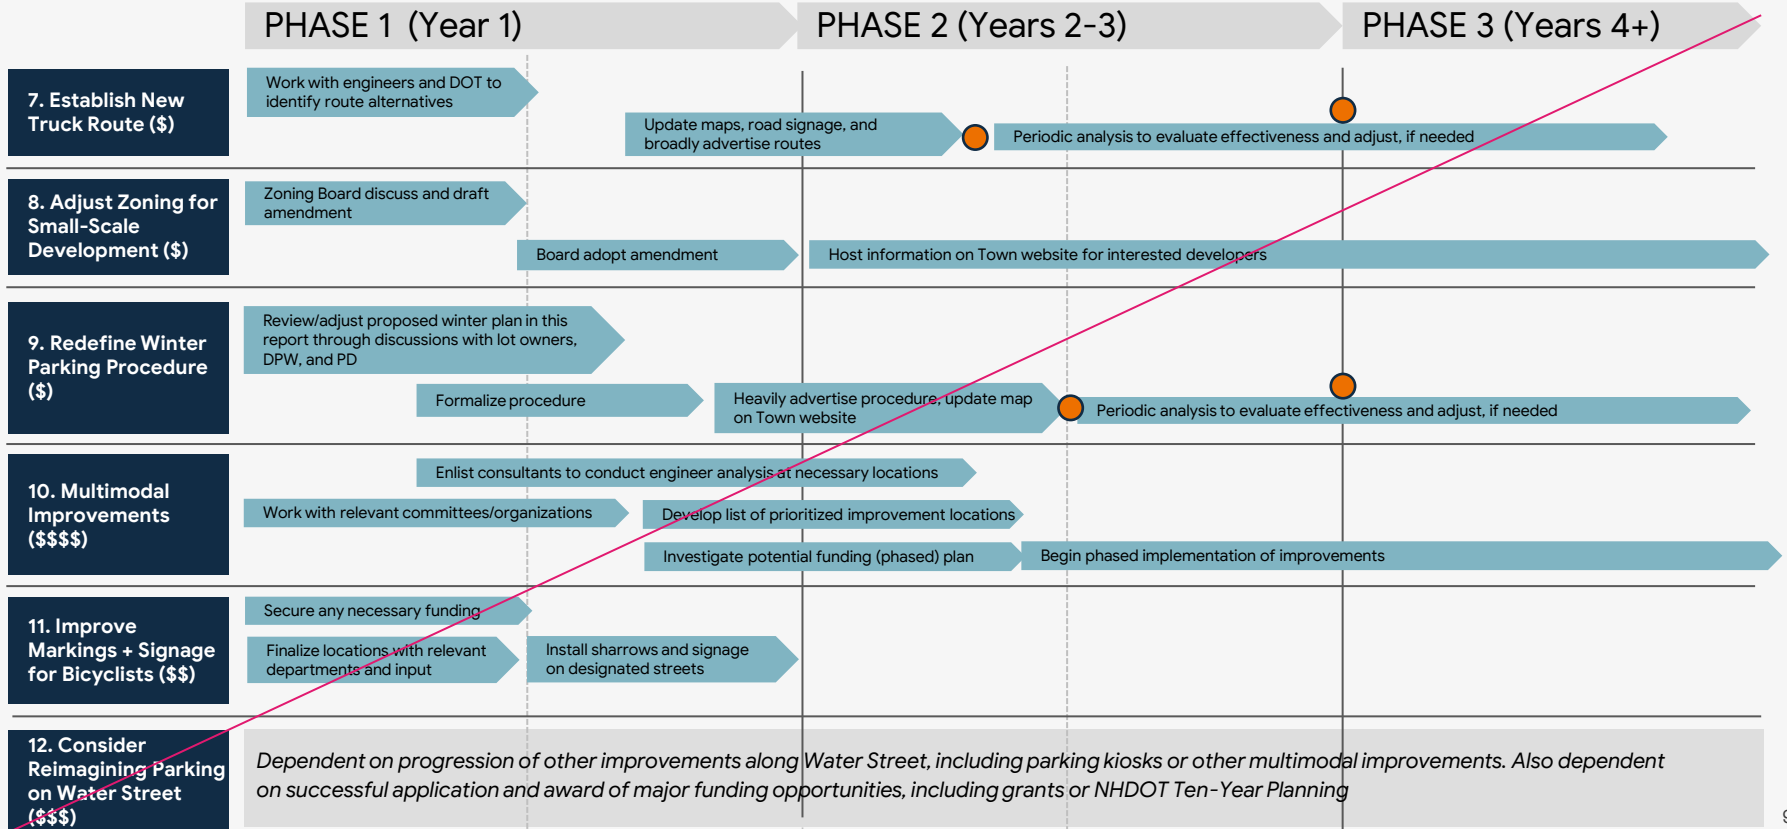 PHASE 1 (Year 1)
PHASE 2 (Years 2-3)
PHASE 3 (Years 4+)
7. Establish New
Truck Route ($)
Work with engineers and DOT to
identify route alternatives
Update maps, road signage, and
broadly advertise routes
Periodic analysis to evaluate effectiveness and adjust, if needed
8. Adjust Zoning for
Small-Scale
Development ($)
Zoning Board discuss and draft
amendment
Board adopt amendment
Host information on Town website for interested developers
9. Redefine Winter
Parking Procedure
($)
Review/adjust proposed winter plan in this
report through discussions with lot owners,
DPW, and PD
Formalize procedure
Heavily advertise procedure, update map
on Town website
Periodic analysis to evaluate effectiveness and adjust, if needed
10. Multimodal
Improvements
($$$$)
Enlist consultants to conduct engineer analysis at necessary locations
Work with relevant committees/organizations
Develop list of prioritized improvement locations
Investigate potential funding (phased) plan
Begin phased implementation of improvements
11. Improve
Markings + Signage
for Bicyclists ($$)
Secure any necessary funding
Finalize locations with relevant
departments and input
Install sharrows and signage
on designated streets
12. Consider
Reimagining Parking
on Water Street
($$$)
Dependent on progression of other improvements along Water Street, including parking kiosks or other multimodal improvements. Also dependent
on successful application and award of major funding opportunities, including grants or NHDOT Ten-Year Planning